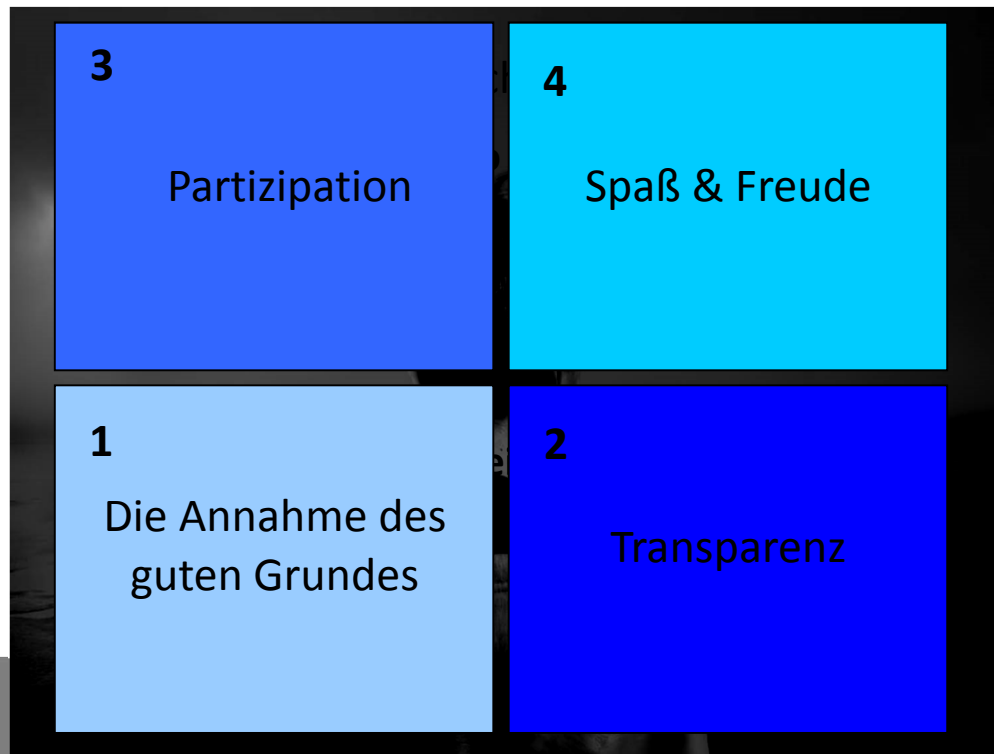 3
Partizipation
4
Spaß & Freude
1
Die Annahme des
guten Grundes
2
Transparenz